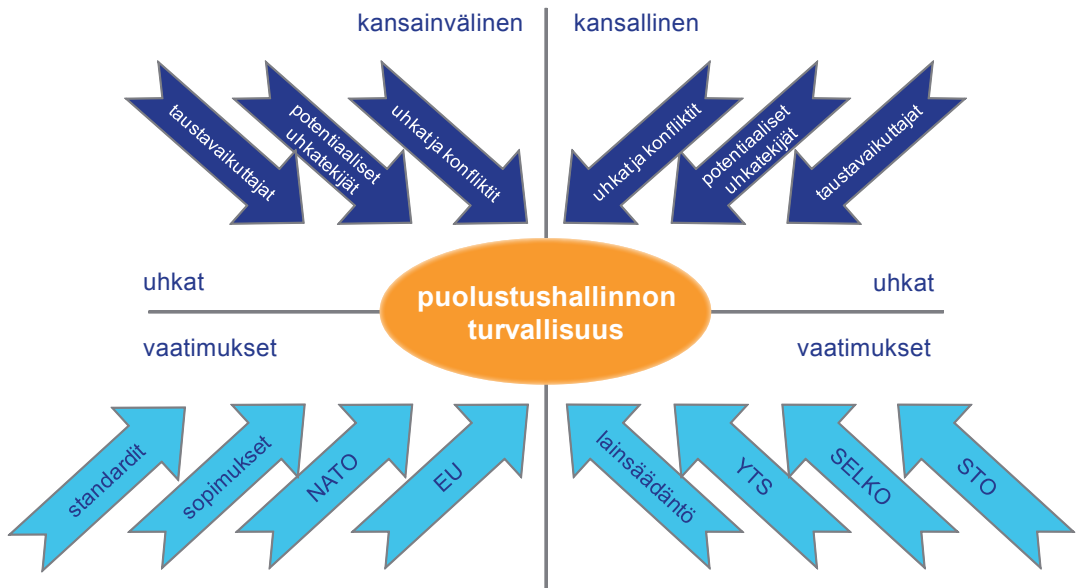 kansainvälinen
kansallinen
taustavaikuttajat
potentiaaliset
uhkatekijät
uhkat ja konfliktit
uhkat ja konfliktit
potentiaaliset
uhkatekijät
taustavaikuttajat
uhkat
uhkat
puolustushallinnon
turvallisuus
vaatimukset
vaatimukset
standardit
sopimukset
NATO
EU
lainsäädäntö
YTS
SELKO
STO